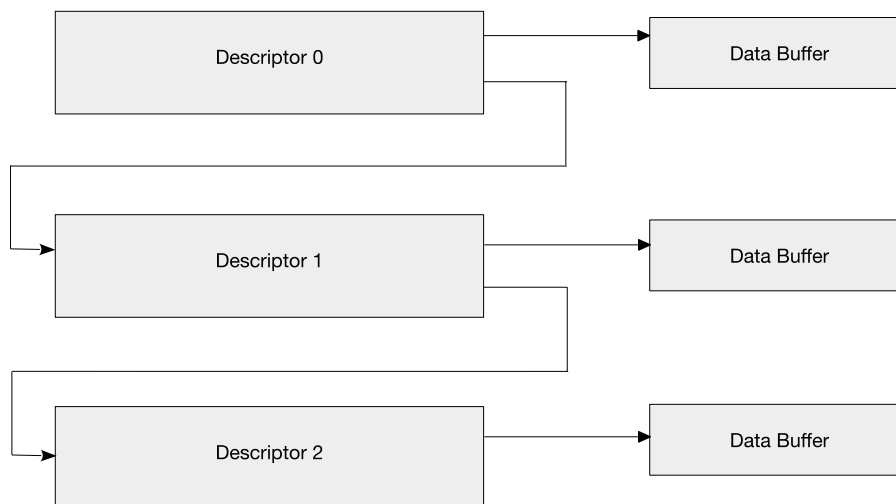 Descriptor 0
Data Buffer
Descriptor 1
Data Buffer
Descriptor 2
Data Buffer